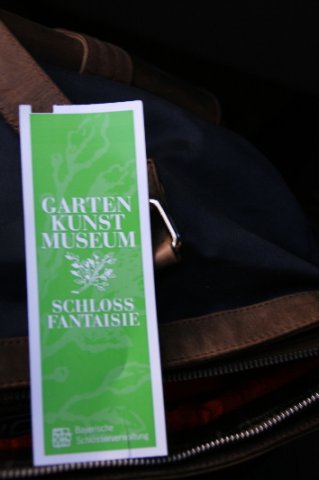 GARTEN
KUNST
MUSEUM
SCHLOSS
FANTAISIE
Bayerische
Schlösserverwaltung